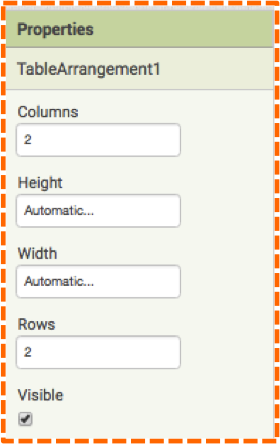 Properties
TableArrangement1
Columns
2
Height
Automatic...
Width
Automatic...
Rows
2
Visible